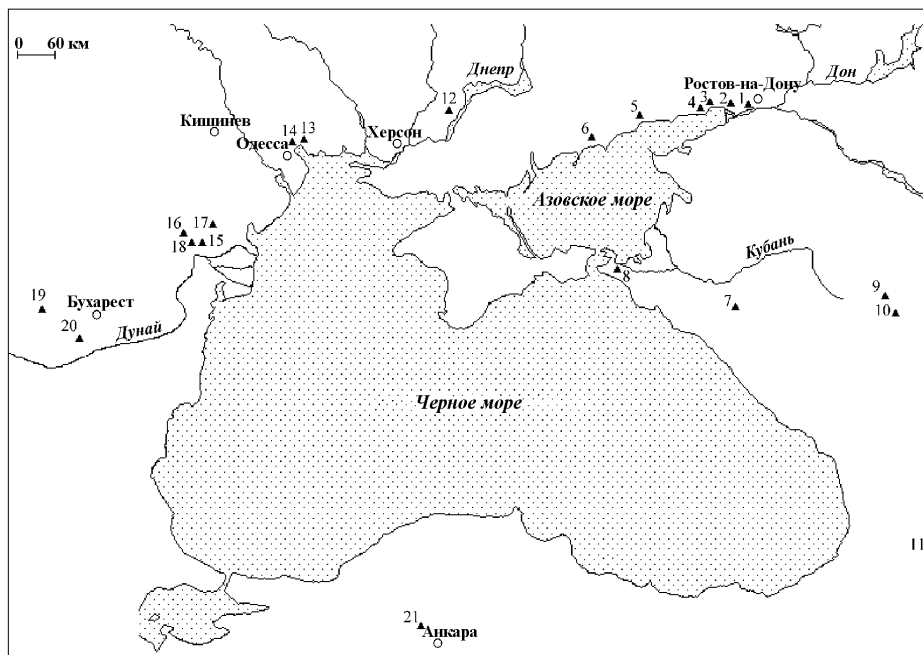 0 60 км
Днепр
Ростов-на-Дону
Дон
12
5
4 3 2 1
Кишинев
14 13
Херсон
6
Одесса
Азовское море
16 17
18 15
Кубань
8
9
19
Бухарест
7
10
20
Дунай
Черное море
21
Анкара